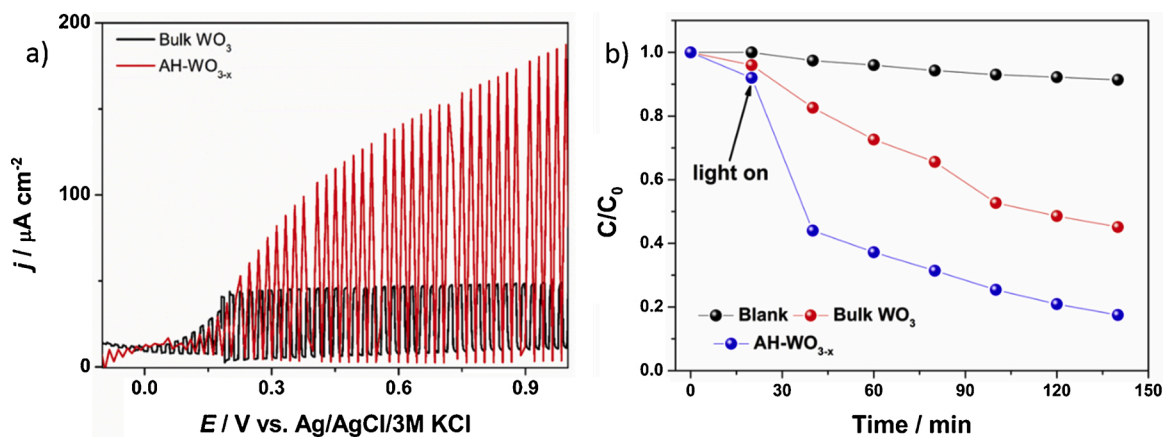 a)
Bulk WO₃
AH-WO₃₋ₓ
200
100
0
j / μA cm⁻²
0.0 0.3 0.6 0.9
E / V vs. Ag/AgCl/3M KCl
b)
1.0
0.8
0.6
0.4
0.2
0.0
C/C₀
light on
Blank Bulk WO₃
AH-WO₃₋ₓ
0 30 60 90 120 150
Time / min